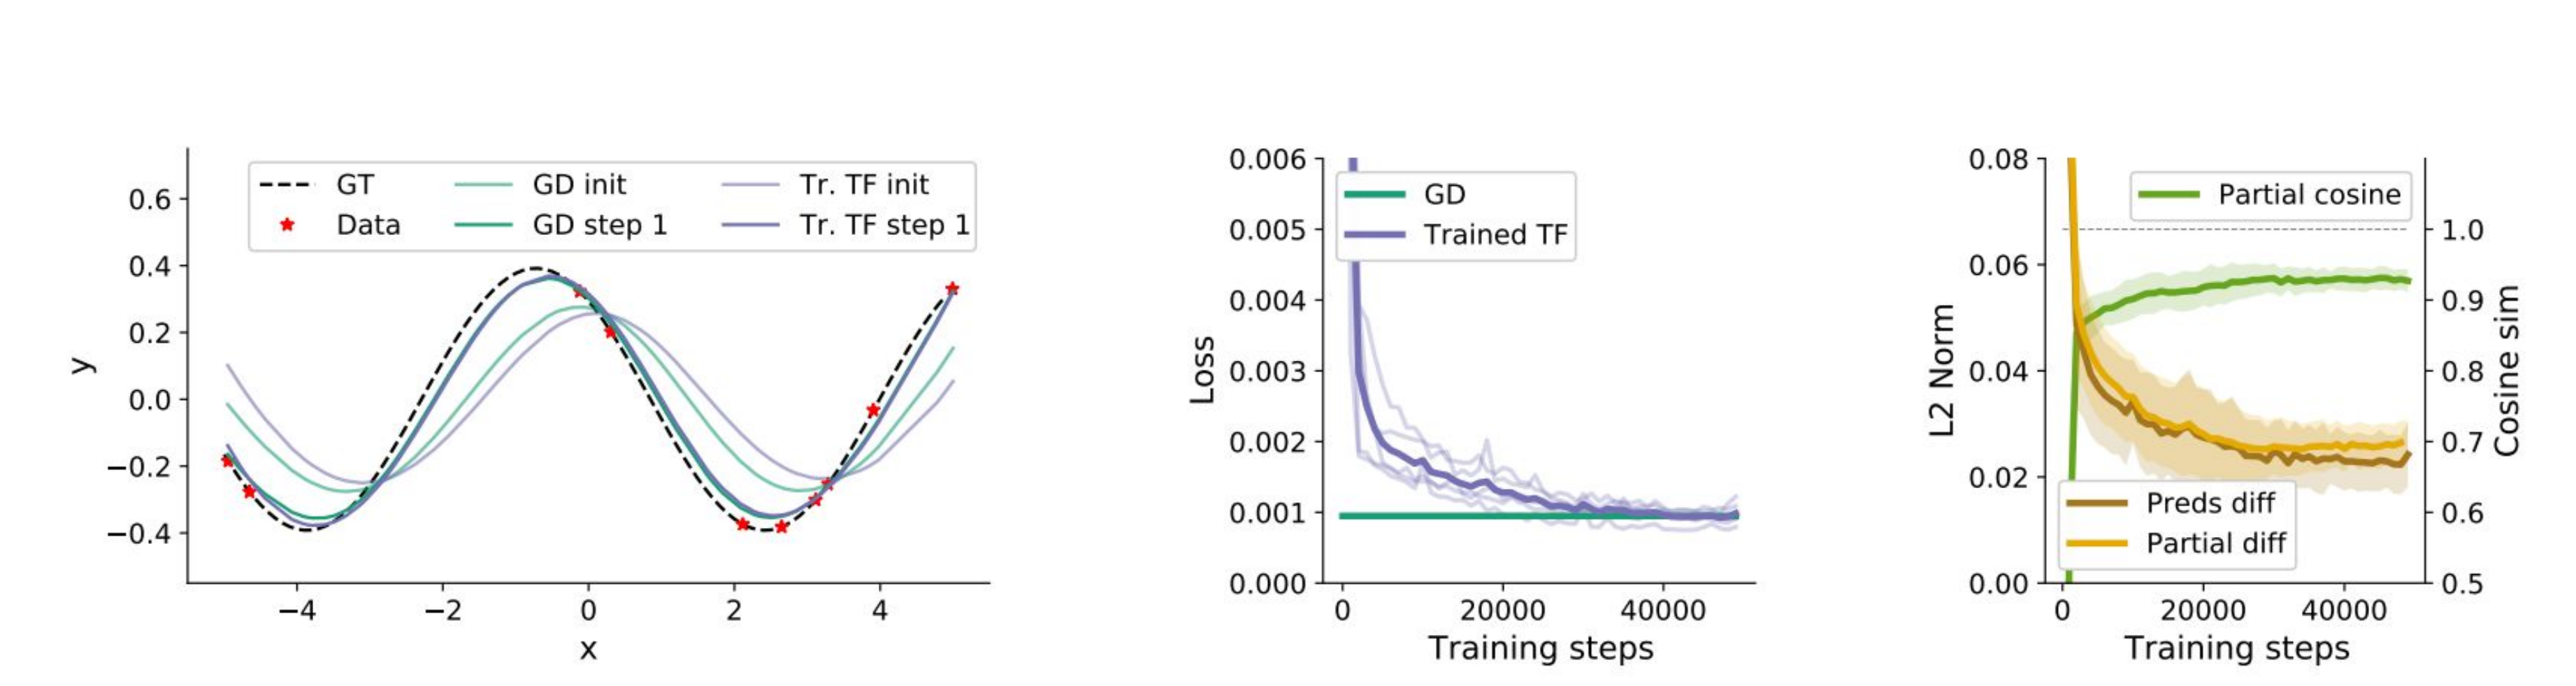 GT
Data
GD init
GD step 1
Tr. TF init
Tr. TF step 1
y
0.6
0.4
0.2
0.0
−0.2
−0.4
−4
−2
0
2
4
x
GD
Trained TF
Loss
0.006
0.005
0.004
0.003
0.002
0.001
0.000
0
20000
40000
Training steps
Partial cosine
L2 Norm
0.08
0.06
0.04
0.02
0.00
Preds diff
Partial diff
1.0
0.9
0.8
0.7
0.6
0.5
Cosine sim
0
20000
40000
Training steps